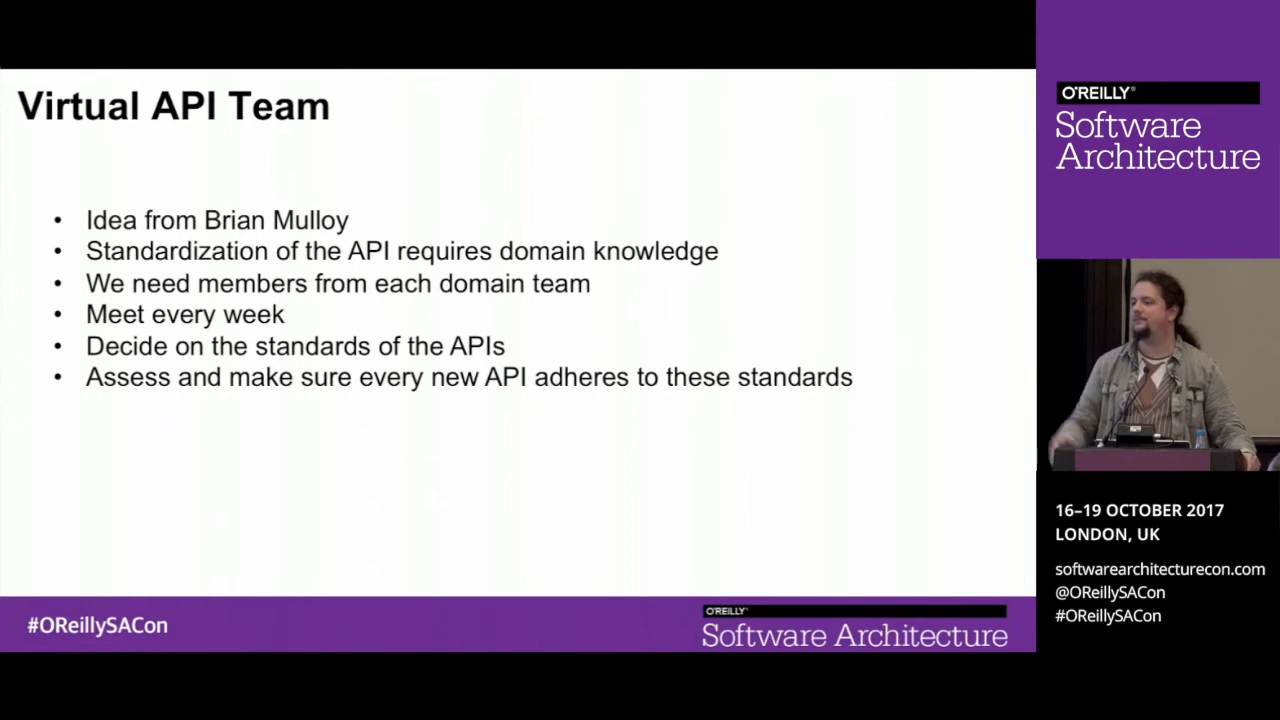 Virtual API Team
• Idea from Brian Mulloy
• Standardization of the API requires domain knowledge
• We need members from each domain team
• Meet every week
• Decide on the standards of the APIs
• Assess and make sure every new API adheres to these standards
#OReillySACon
O'REILLY®
Software Architecture
O'REILLY®
Software
Architecture
16–19 OCTOBER 2017
LONDON, UK
softwarearchitecturecon.com
@OReillySACon
#OReillySACon